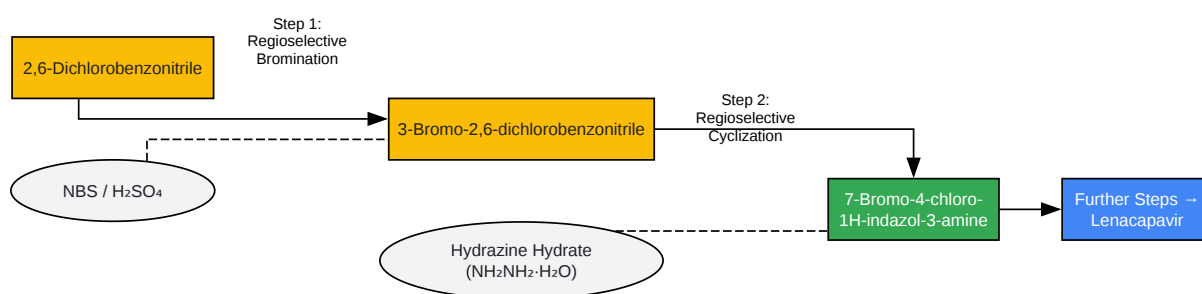 Step 1:
Regioselective
Bromination
2,6-Dichlorobenzonitrile
3-Bromo-2,6-dichlorobenzonitrile
Step 2:
Regioselective
Cyclization
NBS / H₂SO₄
7-Bromo-4-chloro-
1H-indazol-3-amine
Further Steps →
Lenacapavir
Hydrazine Hydrate
(NH₂NH₂·H₂O)